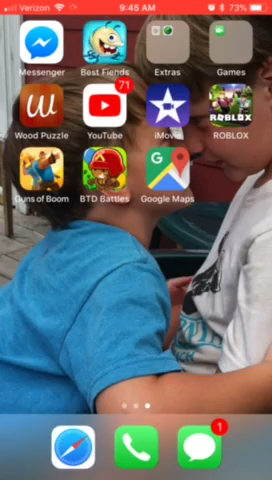 Verizon 9:45 AM 73%
Messenger Best Fiends Extras Games
W 71 ROBLOX
Wood Puzzle YouTube iMovie ROBLOX
G
Guns of Boom BTD Battles Google Maps
1